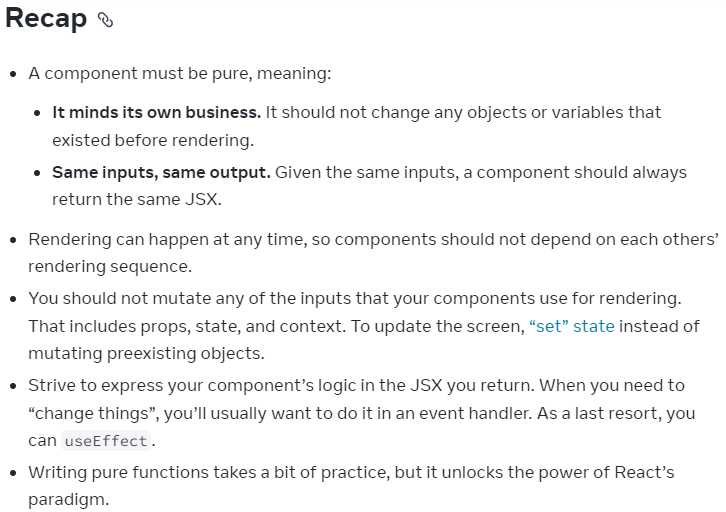 Recap
A component must be pure, meaning:
It minds its own business. It should not change any objects or variables that
existed before rendering.
Same inputs, same output. Given the same inputs, a component should always
return the same JSX.
Rendering can happen at any time, so components should not depend on each others’
rendering sequence.
You should not mutate any of the inputs that your components use for rendering.
That includes props, state, and context. To update the screen, “set” state instead of
mutating preexisting objects.
Strive to express your component’s logic in the JSX you return. When you need to
“change things”, you’ll usually want to do it in an event handler. As a last resort, you
can useEffect.
Writing pure functions takes a bit of practice, but it unlocks the power of React’s
paradigm.